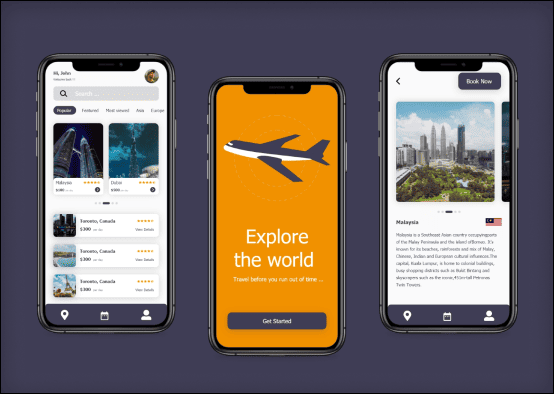 Hi, John
Search ...
Popular Featured Most visited Asia Europe
Malaysia
Toronto, Canada
$300
View Details
Toronto, Canada
$300
View Details
Toronto, Canada
$300
View Details
Explore
the world
Travel before you run out of time ...
Get Started
Book Now
Malaysia
Malaysia is a Southeast Asian country occupying parts
of the Malay Peninsula and the island of Borneo. It's
known for its beaches, rainforests and mix of Malay,
Chinese, Indian and European cultural influences.The
capital, Kuala Lumpur, is home to colonial buildings,
busy shopping districts such as Bukit Bintang and
skyscrapers such as the iconic,451m-tall Petronas
Twin Towers.